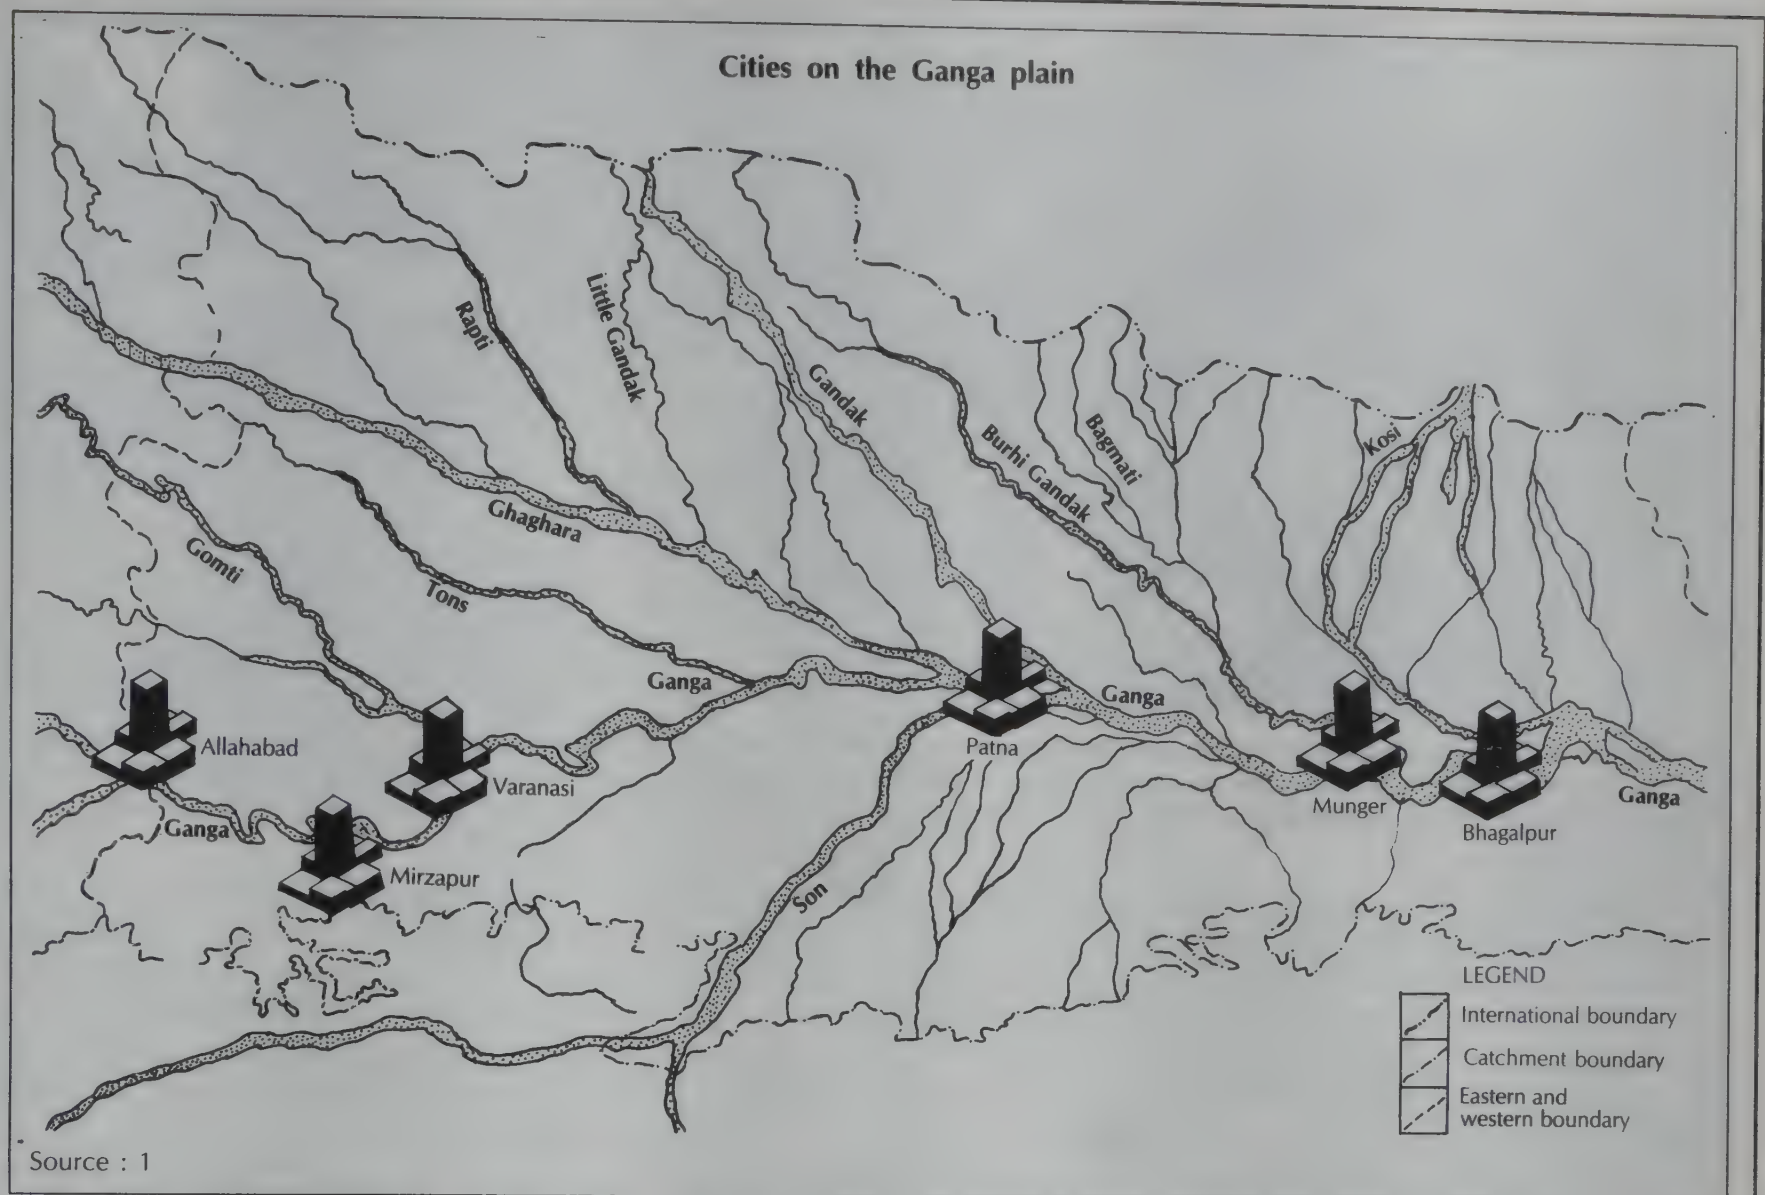 Cities on the Ganga plain
Rapti
Little Gandak
Gandak
Burhi Gandak
Bagmati
Kosi
Ghaghara
Gomti
Tons
Ganga
Ganga
Allahabad
Varanasi
Patna
Munger
Ganga
Bhagalpur
Ganga
Mirzapur
Son
LEGEND
International boundary
Catchment boundary
Eastern and
western boundary
Source : 1